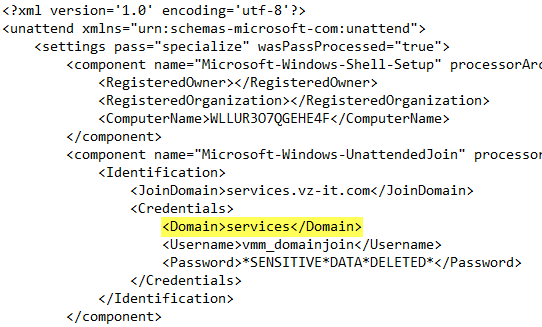 <?xml version='1.0' encoding='utf-8'?>
<unattend xmlns="urn:schemas-microsoft-com:unattend">
<settings pass="specialize" wasPassProcessed="true">
<component name="Microsoft-Windows-Shell-Setup" processorArc
<RegisteredOwner></RegisteredOwner>
<RegisteredOrganization></RegisteredOrganization>
<ComputerName>WLLUR3O7QGEHE4F</ComputerName>
</component>
<component name="Microsoft-Windows-UnattendedJoin" processor
<Identification>
<JoinDomain>services.vz-it.com</JoinDomain>
<Credentials>
<Domain>services</Domain>
<Username>vmm_domainjoin</Username>
<Password>*SENSITIVE*DATA*DELETED*</Password>
</Credentials>
</Identification>
</component>